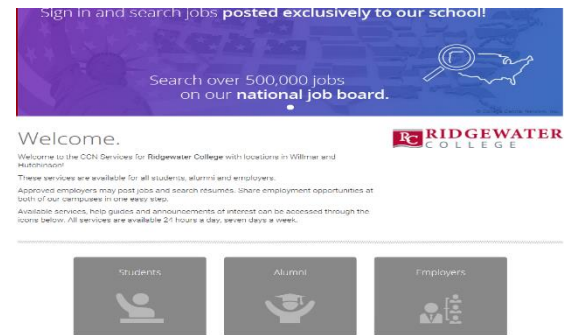 Sign in and search jobs posted exclusively to our school!
Search over 500,000 jobs
on our national job board.
Welcome.
RC RIDGEWATER
COLLEGE
Welcome to the CCN Services for Ridgewater College with locations in Willmar and
Hutchinson!
These services are available for all students, alumni and employers.
Approved employers may post jobs and search résumés. Share employment opportunities at
both of our campuses in one easy step.
Available services, help guides and announcements of interest can be accessed through the
icons below. All services are available 24 hours a day, seven days a week.
Students
Alumni
Employers